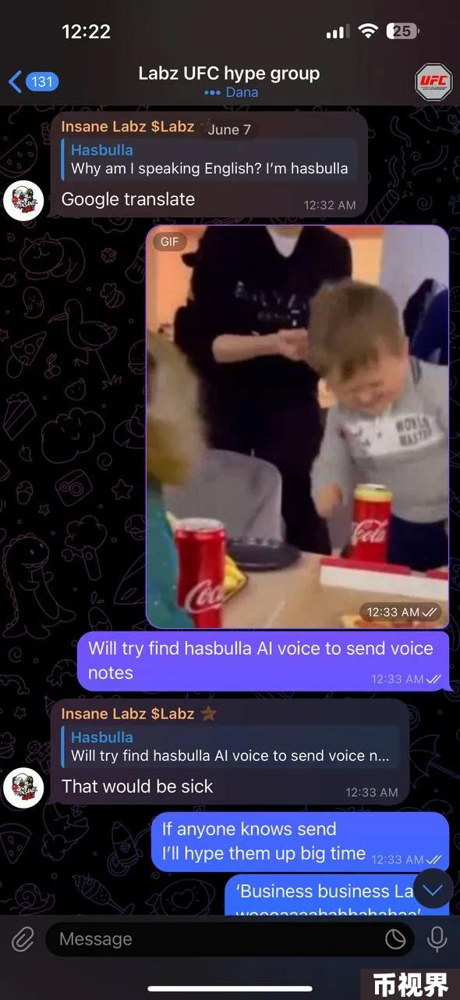 12:22
25
131
Labz UFC hype group
Dana
UFC
Insane Labz $Labz
June 7
Hasbulla
Why am I speaking English? I'm hasbulla
Google translate
12:32 AM
GIF
WORLD
MASTER
Coca
Cola
12:33 AM
Will try find hasbulla AI voice to send voice
notes
12:33 AM
Insane Labz $Labz
Hasbulla
Will try find hasbulla AI voice to send voice n...
That would be sick
12:33 AM
If anyone knows send
I'll hype them up big time
12:33 AM
‘Business business La
Message
币视界